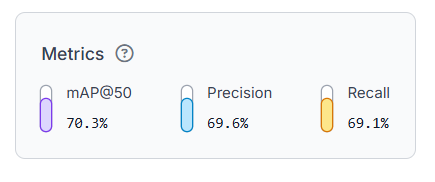 Metrics ?
mAP@50 Precision Recall
70.3% 69.6% 69.1%